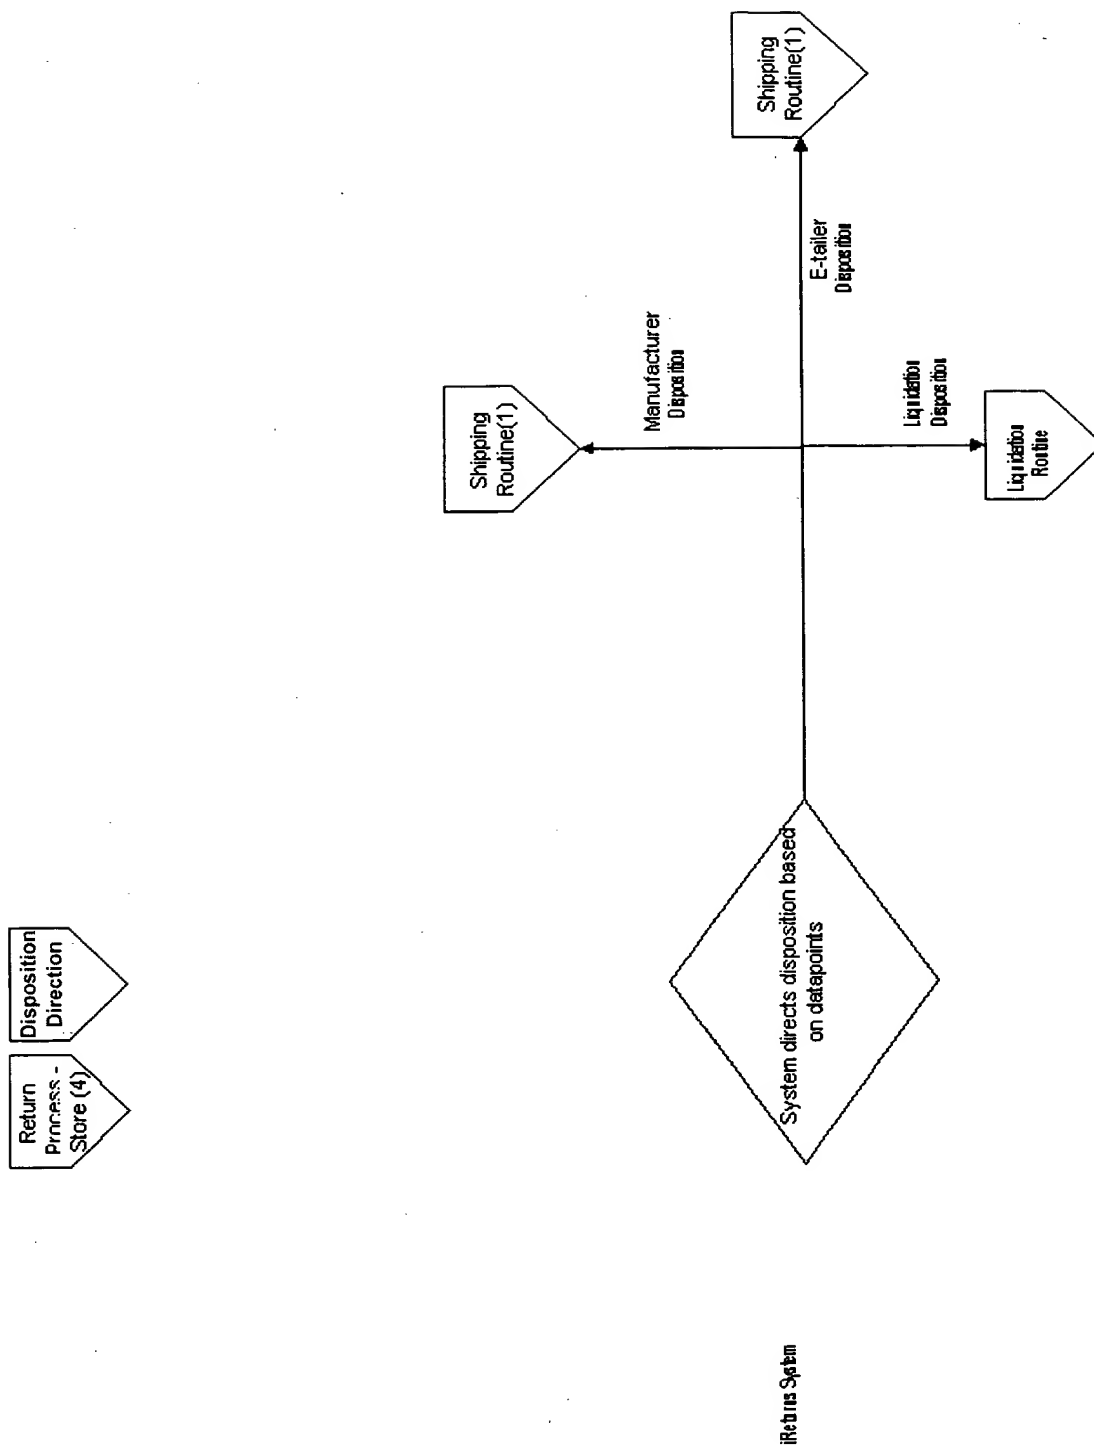 Return
Process -
Store (4)
Disposition
Direction
iReturns System
System directs disposition based
on datapoints
Shipping
Routine(1)
Manufacturer
Disposition
Liquidation
Disposition
Liquidation
Routine
E-tailer
Disposition
Shipping
Routine(1)